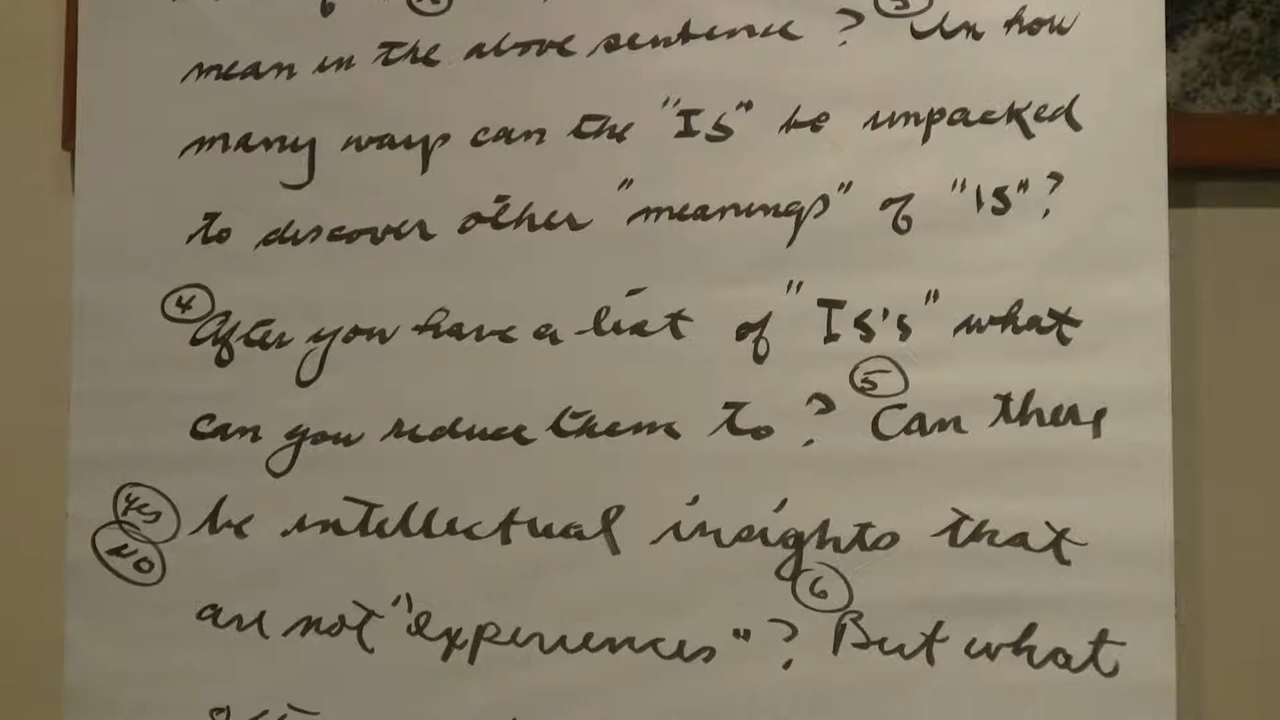 mean in the above sentence? ③ In how
many ways can the "IS" be unpacked
to discover other "meanings" of "IS"?
④ After you have a list of "IS's" what
can you reduce them to? ⑤ Can there
YES be intellectual insights that
NO
are not "experiences"? ⑥ But what